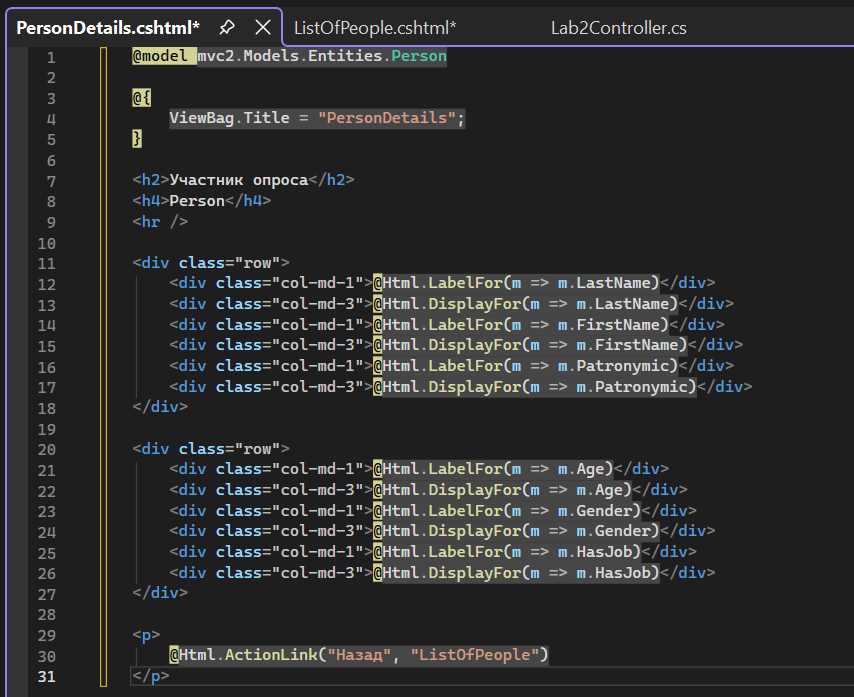 PersonDetails.cshtml* ListOfPeople.cshtml* Lab2Controller.cs
1 @model mvc2.Models.Entities.Person
2
3 @{
4 ViewBag.Title = "PersonDetails";
5 }
6
7 <h2>Участник опроса</h2>
8 <h4>Person</h4>
9 <hr />
10
11 <div class="row">
12 <div class="col-md-1">@Html.LabelFor(m => m.LastName)</div>
13 <div class="col-md-3">@Html.DisplayFor(m => m.LastName)</div>
14 <div class="col-md-1">@Html.LabelFor(m => m.FirstName)</div>
15 <div class="col-md-3">@Html.DisplayFor(m => m.FirstName)</div>
16 <div class="col-md-1">@Html.LabelFor(m => m.Patronymic)</div>
17 <div class="col-md-3">@Html.DisplayFor(m => m.Patronymic)</div>
18 </div>
19
20 <div class="row">
21 <div class="col-md-1">@Html.LabelFor(m => m.Age)</div>
22 <div class="col-md-3">@Html.DisplayFor(m => m.Age)</div>
23 <div class="col-md-1">@Html.LabelFor(m => m.Gender)</div>
24 <div class="col-md-3">@Html.DisplayFor(m => m.Gender)</div>
25 <div class="col-md-1">@Html.LabelFor(m => m.HasJob)</div>
26 <div class="col-md-3">@Html.DisplayFor(m => m.HasJob)</div>
27 </div>
28
29 <p>
30 @Html.ActionLink("Назад", "ListOfPeople")
31 </p>